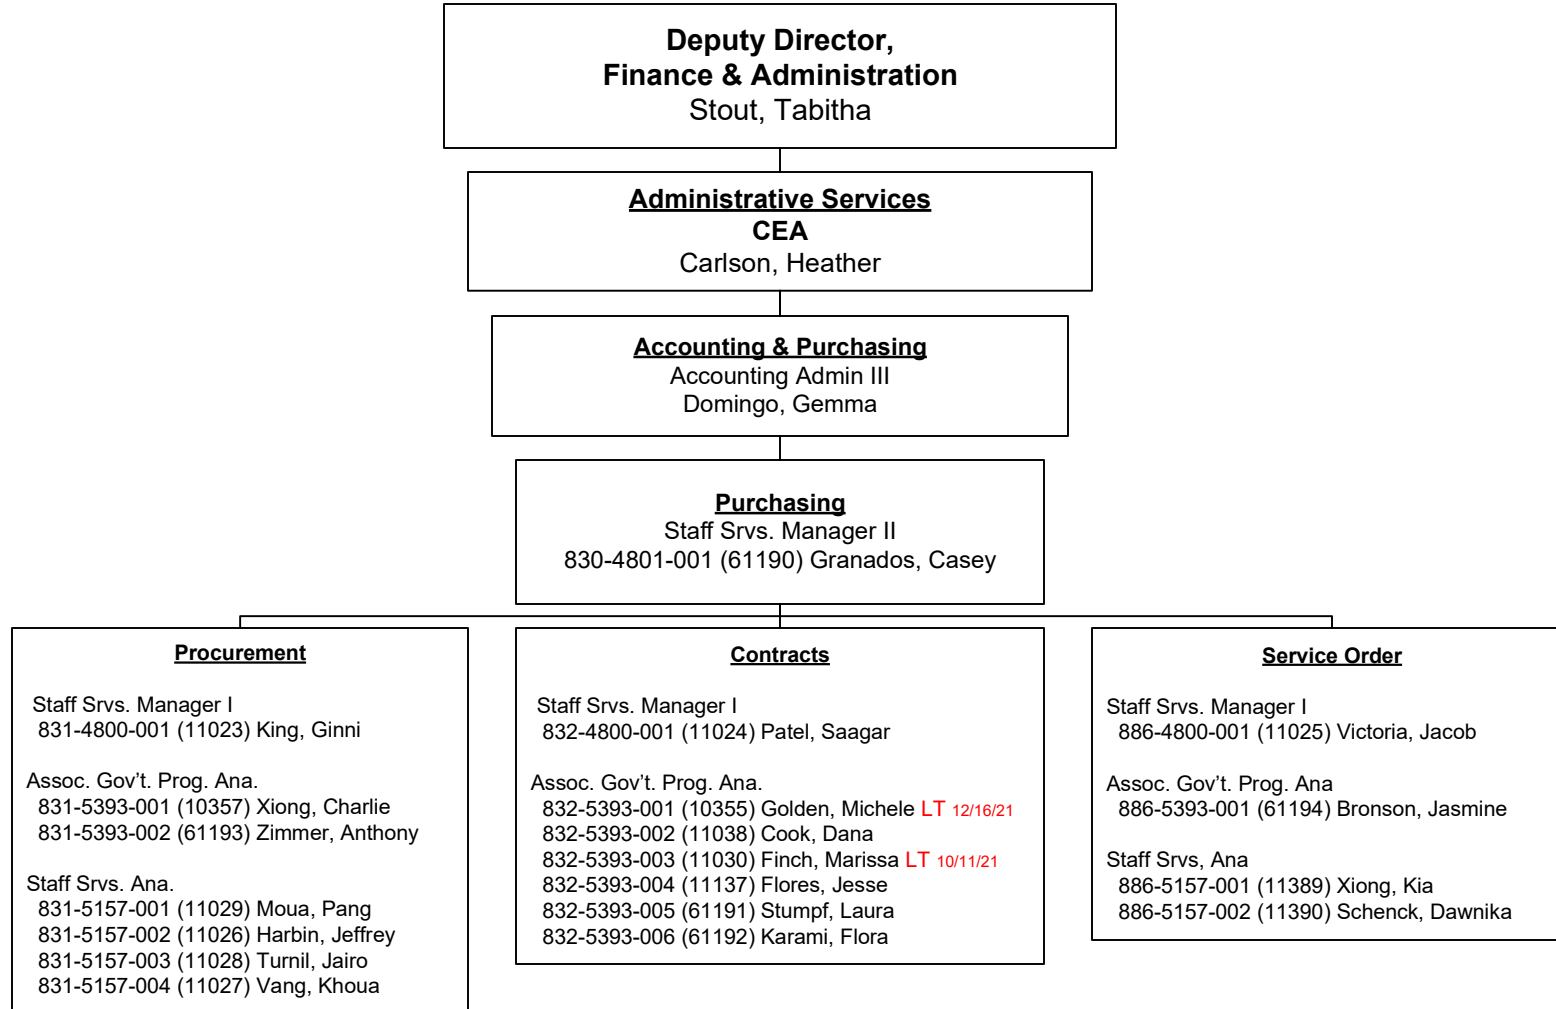 Deputy Director,
Finance & Administration
Stout, Tabitha
Administrative Services
CEA
Carlson, Heather
Accounting & Purchasing
Accounting Admin III
Domingo, Gemma
Purchasing
Staff Srvs. Manager II
830-4801-001 (61190) Granados, Casey
Procurement
Staff Srvs. Manager I
831-4800-001 (11023) King, Ginni
Assoc. Gov’t. Prog. Ana.
831-5393-001 (10357) Xiong, Charlie
831-5393-002 (61193) Zimmer, Anthony
Staff Srvs. Ana.
831-5157-001 (11029) Moua, Pang
831-5157-002 (11026) Harbin, Jeffrey
831-5157-003 (11028) Turnil, Jairo
831-5157-004 (11027) Vang, Khoua
Contracts
Staff Srvs. Manager I
832-4800-001 (11024) Patel, Saagar
Assoc. Gov’t. Prog. Ana.
832-5393-001 (10355) Golden, Michele LT 12/16/21
832-5393-002 (11038) Cook, Dana
832-5393-003 (11030) Finch, Marissa LT 10/11/21
832-5393-004 (11137) Flores, Jesse
832-5393-005 (61191) Stumpf, Laura
832-5393-006 (61192) Karami, Flora
Service Order
Staff Srvs. Manager I
886-4800-001 (11025) Victoria, Jacob
Assoc. Gov’t. Prog. Ana
886-5393-001 (61194) Bronson, Jasmine
Staff Srvs, Ana
886-5157-001 (11389) Xiong, Kia
886-5157-002 (11390) Schenck, Dawnika